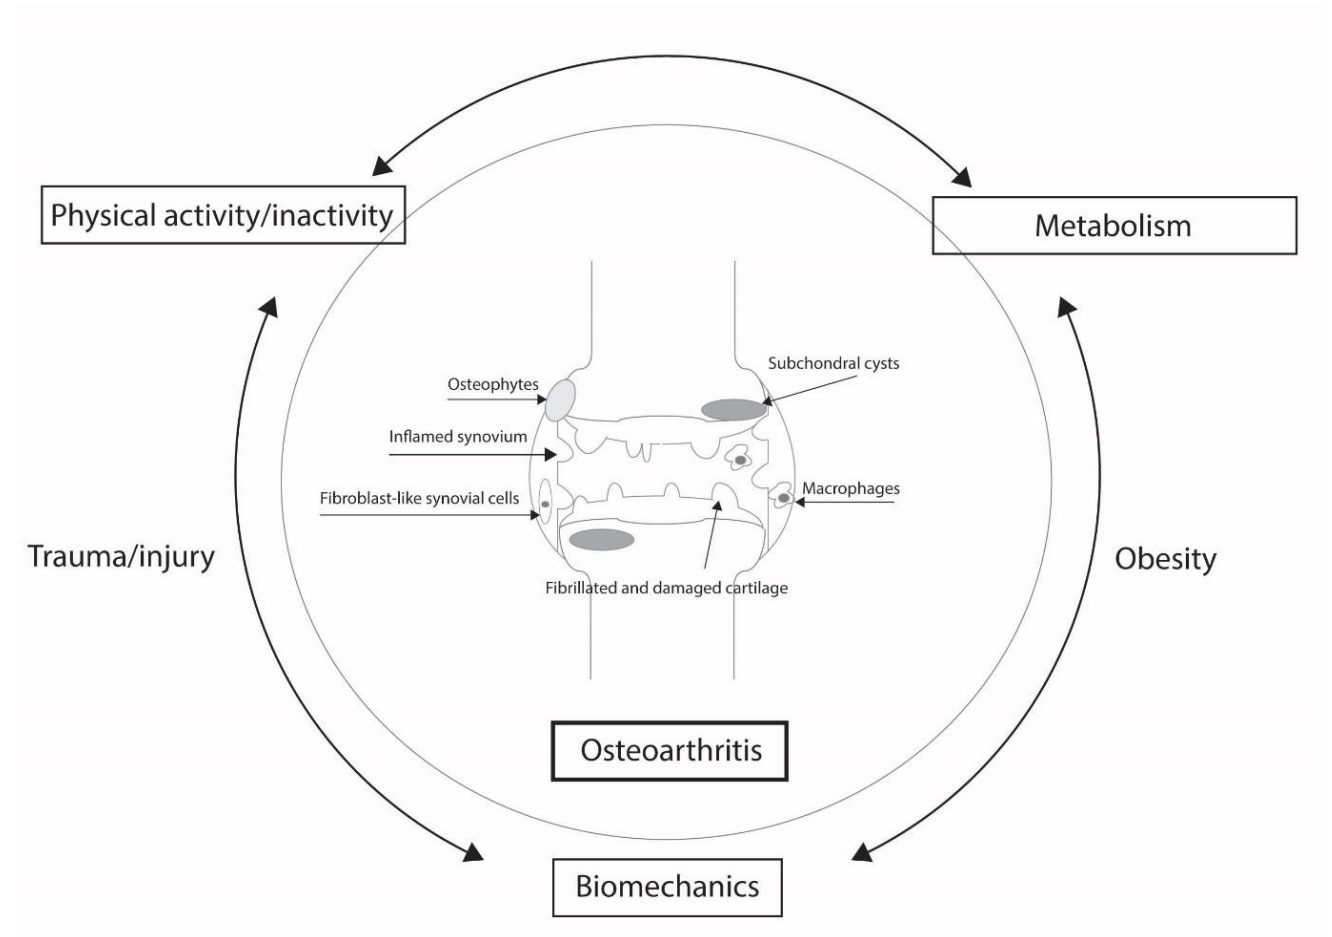 Physical activity/inactivity
Metabolism
Subchondral cysts
Osteophytes
Inflamed synovium
Macrophages
Fibroblast-like synovial cells
Trauma/injury
Obesity
Fibrillated and damaged cartilage
Osteoarthritis
Biomechanics